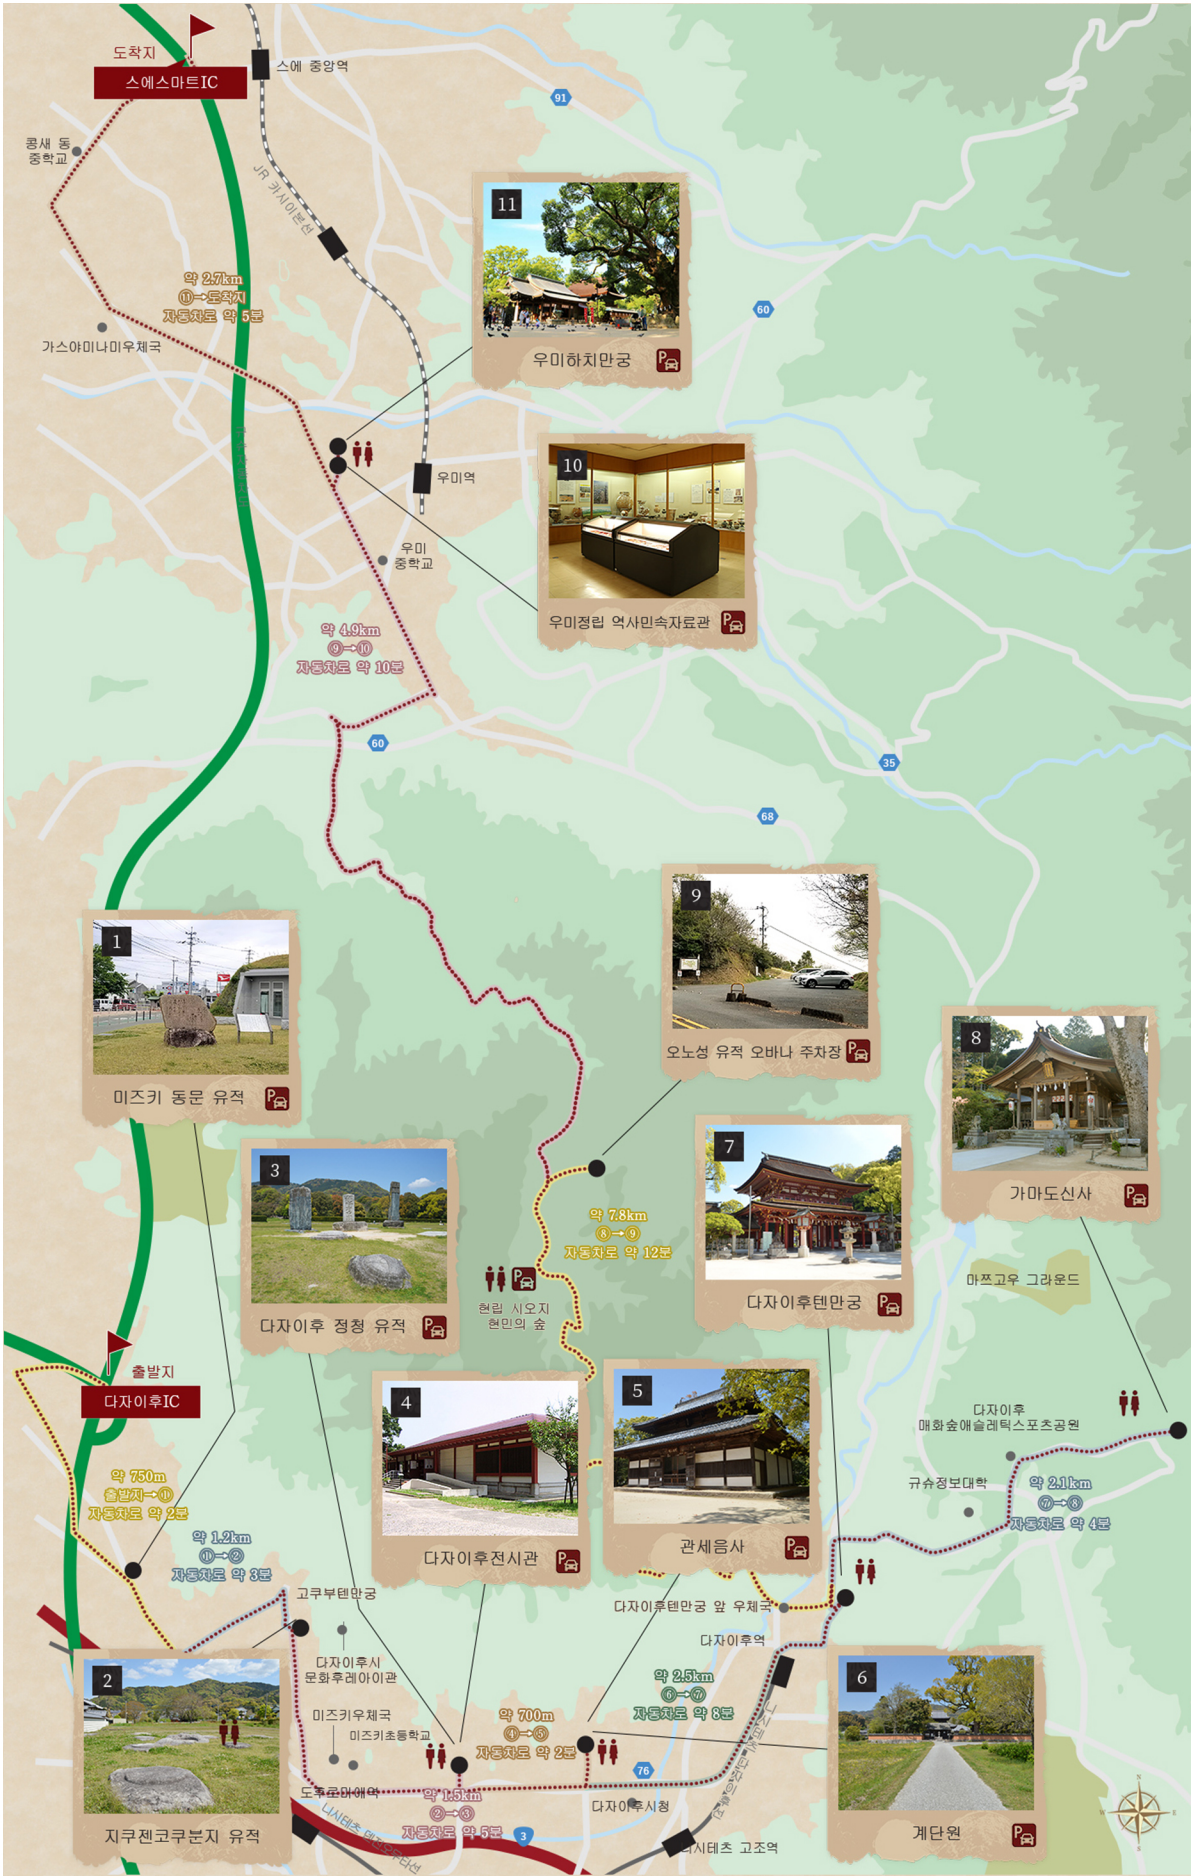 도착지
스에스마트IC
스에 중앙역
91
콩새 동
중학교
JR 카시이본선
11
우미하치만궁
P
약 2.7km
⑪→도착지
자동차로 약 5분
가스야미나미우체국
60
10
우미정립 역사민속자료관
P
우미역
우미
중학교
약 4.9km
⑨→⑩
자동차로 약 10분
60
35
68
9
오노성 유적 오바나 주차장
P
1
미즈키 동문 유적
P
8
가마도신사
P
3
다자이후 정청 유적
P
7
다자이후텐만궁
P
약 7.8km
⑧→⑨
자동차로 약 12분
P
현립 시오지
현민의 숲
마쯔고우 그라운드
출발지
다자이후IC
4
다자이후전시관
P
5
관세음사
P
다자이후
매화숲애슬레틱스포츠공원
규슈정보대학
약 2.1km
⑦→⑧
자동차로 약 4분
약 750m
출발지→①
자동차로 약 2분
약 1.2km
①→②
자동차로 약 3분
고쿠부텐만궁
다자이후텐만궁 앞 우체국
다자이후역
다자이후시
문화후레아이관
2
지쿠젠코쿠분지 유적
미즈키우체국
미즈키초등학교
약 2.5km
⑥→⑦
자동차로 약 8분
약 700m
④→⑤
자동차로 약 2분
6
계단원
P
76
다자이후시청
약 1.5km
②→③
자동차로 약 5분
3
니시테츠 고조역
N
E
S
W